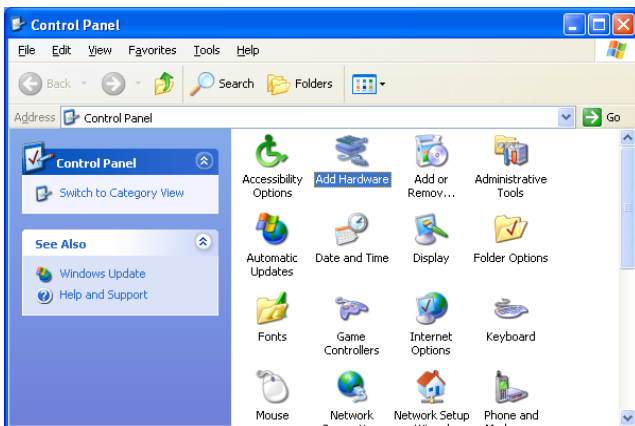 Control Panel
File Edit View Favorites Tools Help
Back Search Folders
Address Control Panel Go
Control Panel
Switch to Category View
See Also
Windows Update
Help and Support
Accessibility Options
Add Hardware
Add or Remov...
Administrative Tools
Automatic Updates
Date and Time
Display
Folder Options
Fonts
Game Controllers
Internet Options
Keyboard
Mouse
Network
Network Setup
Phone and